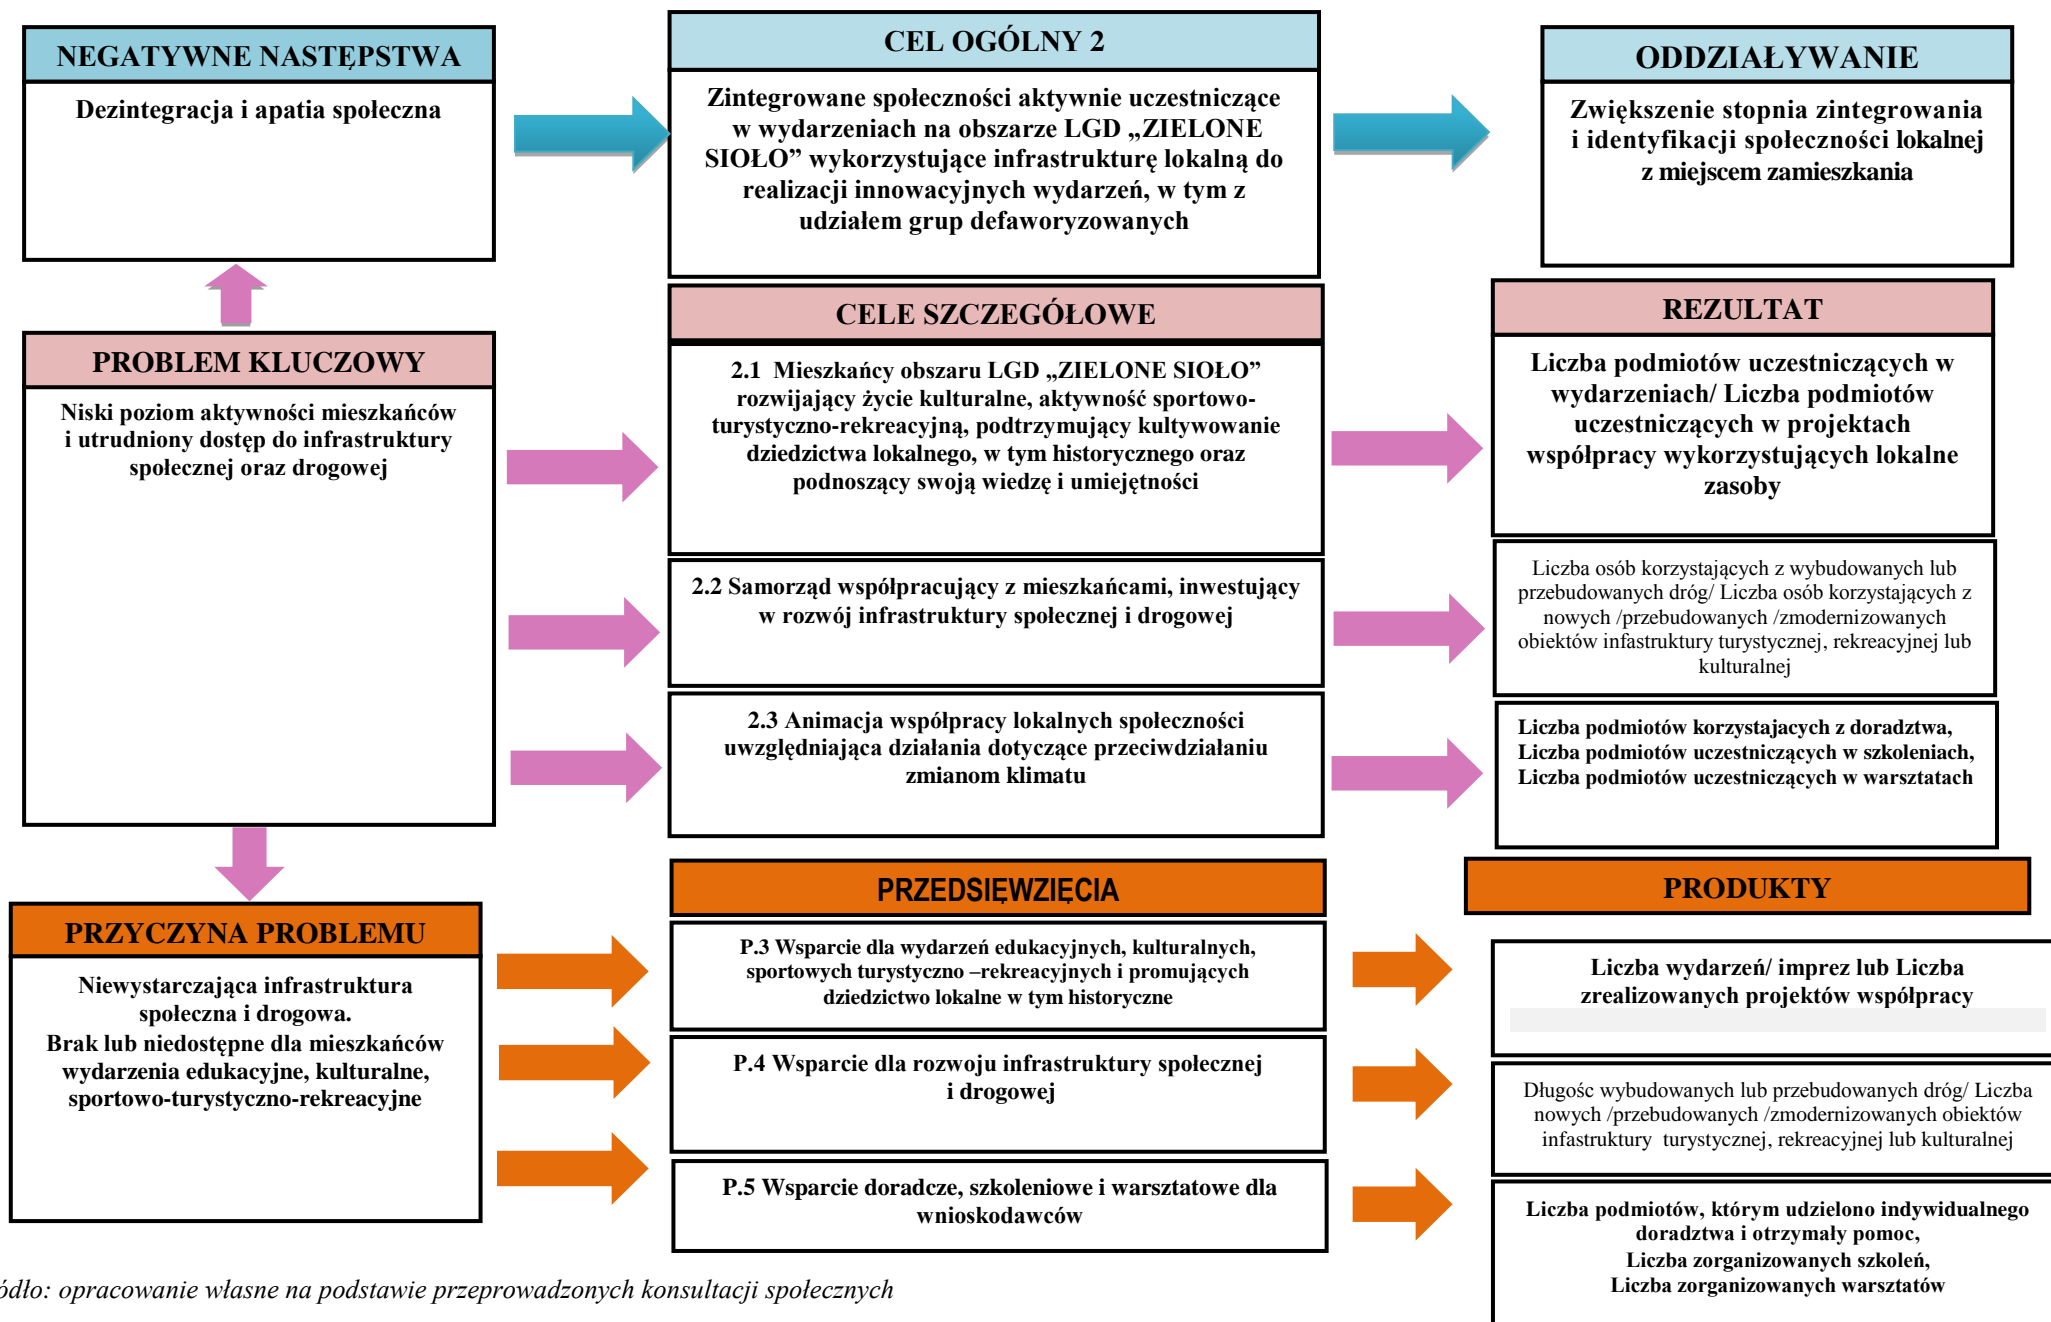 NEGATYWNE NASTĘPSTWA
Dezintegracja i apatia społeczna
CEL OGÓLNY 2
Zintegrowane społeczności aktywnie uczestniczące
w wydarzeniach na obszarze LGD „ZIELONE
SIOŁO” wykorzystujące infrastrukturę lokalną do
realizacji innowacyjnych wydarzeń, w tym z
udziałem grup defaworyzowanych
ODDZIAŁYWANIE
Zwiększenie stopnia zintegrowania
i identyfikacji społeczności lokalnej
z miejscem zamieszkania
PROBLEM KLUCZOWY
Niski poziom aktywności mieszkańców
i utrudniony dostęp do infrastruktury
społecznej oraz drogowej
CELE SZCZEGÓŁOWE
2.1 Mieszkańcy obszaru LGD „ZIELONE SIOŁO”
rozwijający życie kulturalne, aktywność sportowo-
turystyczno-rekreacyjną, podtrzymujący kultywowanie
dziedzictwa lokalnego, w tym historycznego oraz
podnoszący swoją wiedzę i umiejętności
REZULTAT
Liczba podmiotów uczestniczących w
wydarzeniach/ Liczba podmiotów
uczestniczących w projektach
współpracy wykorzystujących lokalne
zasoby
2.2 Samorząd współpracujący z mieszkańcami, inwestujący
w rozwój infrastruktury społecznej i drogowej
Liczba osób korzystających z wybudowanych lub
przebudowanych dróg/ Liczba osób korzystających z
nowych /przebudowanych /zmodernizowanych
obiektów infastruktury turystycznej, rekreacyjnej lub
kulturalnej
2.3 Animacja współpracy lokalnych społeczności
uwzględniająca działania dotyczące przeciwdziałaniu
zmianom klimatu
Liczba podmiotów korzystajacych z doradztwa,
Liczba podmiotów uczestniczących w szkoleniach,
Liczba podmiotów uczestniczących w warsztatach
PRZYCZYNA PROBLEMU
Niewystarczająca infrastruktura
społeczna i drogowa.
Brak lub niedostępne dla mieszkańców
wydarzenia edukacyjne, kulturalne,
sportowo-turystyczno-rekreacyjne
PRZEDSIĘWZIĘCIA
P.3 Wsparcie dla wydarzeń edukacyjnych, kulturalnych,
sportowych turystyczno –rekreacyjnych i promujących
dziedzictwo lokalne w tym historyczne
PRODUKTY
Liczba wydarzeń/ imprez lub Liczba
zrealizowanych projektów współpracy
P.4 Wsparcie dla rozwoju infrastruktury społecznej
i drogowej
Długośc wybudowanych lub przebudowanych dróg/ Liczba
nowych /przebudowanych /zmodernizowanych obiektów
infastruktury turystycznej, rekreacyjnej lub kulturalnej
P.5 Wsparcie doradcze, szkoleniowe i warsztatowe dla
wnioskodawców
Liczba podmiotów, którym udzielono indywidualnego
doradztwa i otrzymały pomoc,
Liczba zorganizowanych szkoleń,
Liczba zorganizowanych warsztatów
ódło: opracowanie własne na podstawie przeprowadzonych konsultacji społecznych